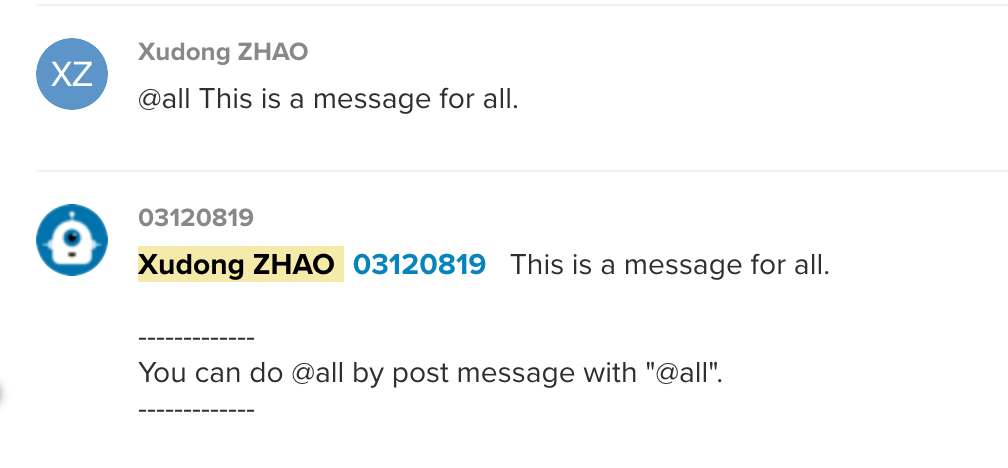 XZ
Xudong ZHAO
@all This is a message for all.
03120819
Xudong ZHAO 03120819 This is a message for all.
-------------
You can do @all by post message with "@all".
-------------